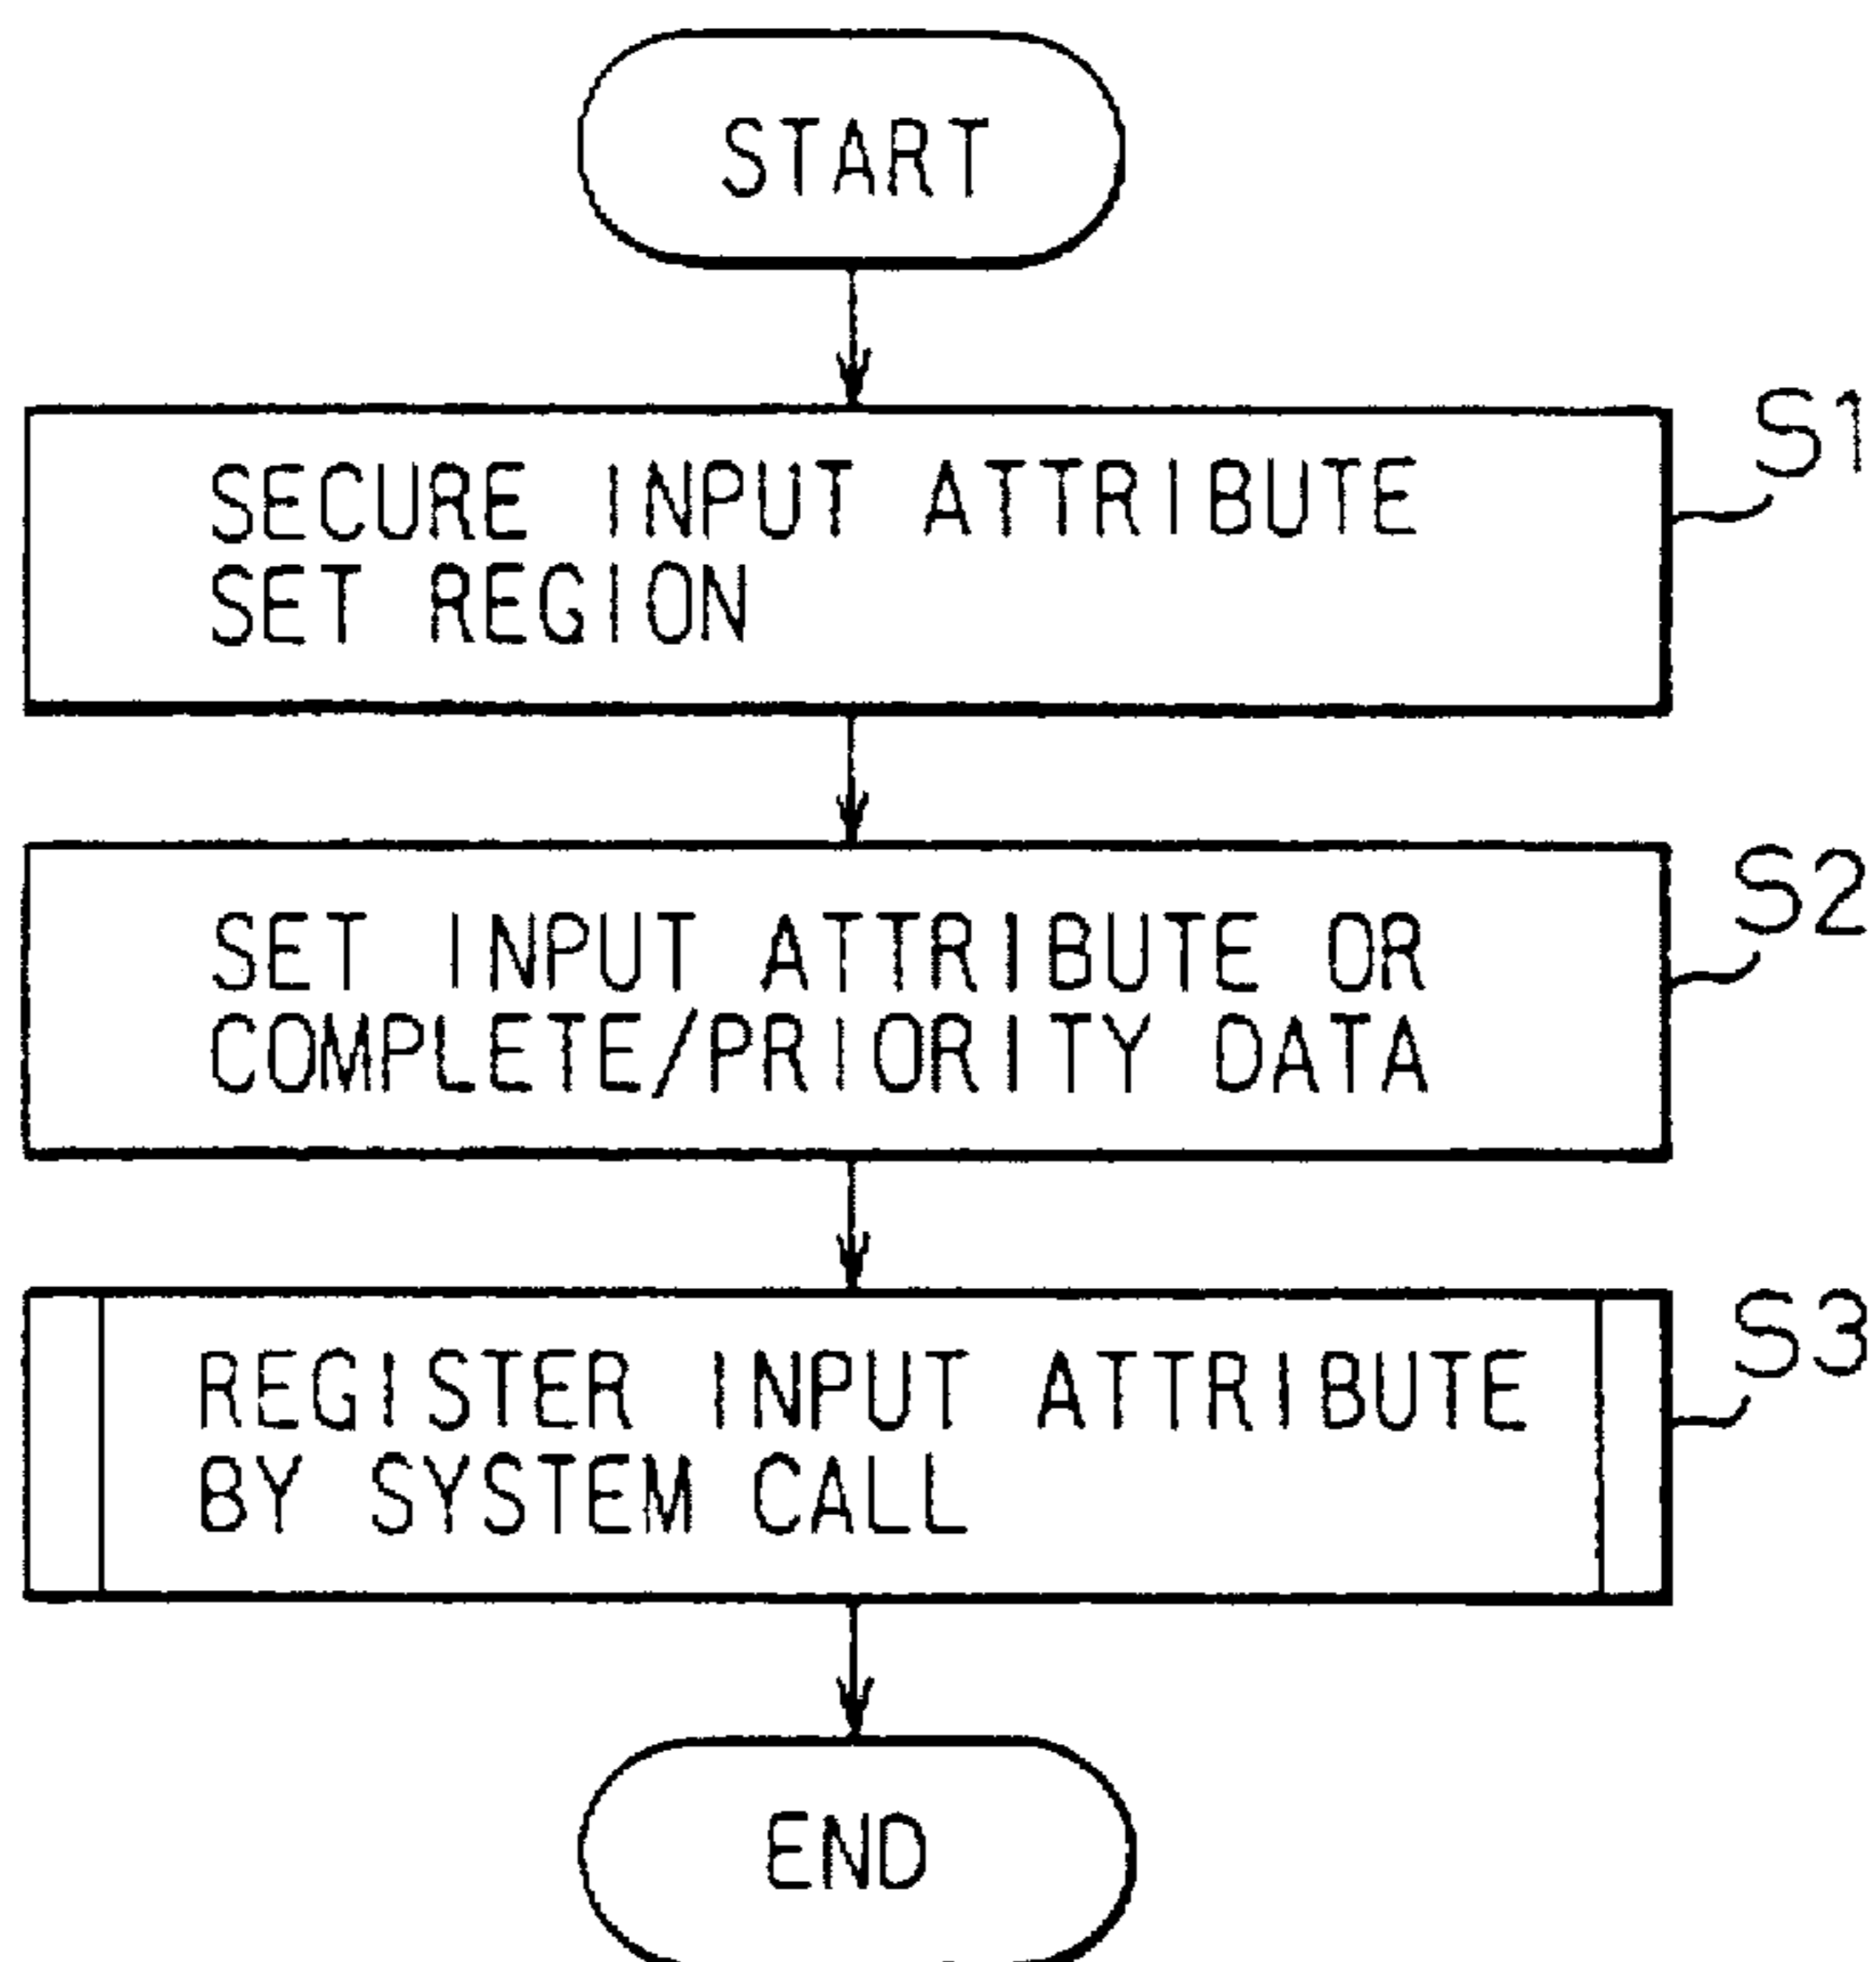 START
S1
SECURE INPUT ATTRIBUTE
SET REGION
S2
SET INPUT ATTRIBUTE OR
COMPLETE/PRIORITY DATA
S3
REGISTER INPUT ATTRIBUTE
BY SYSTEM CALL
END